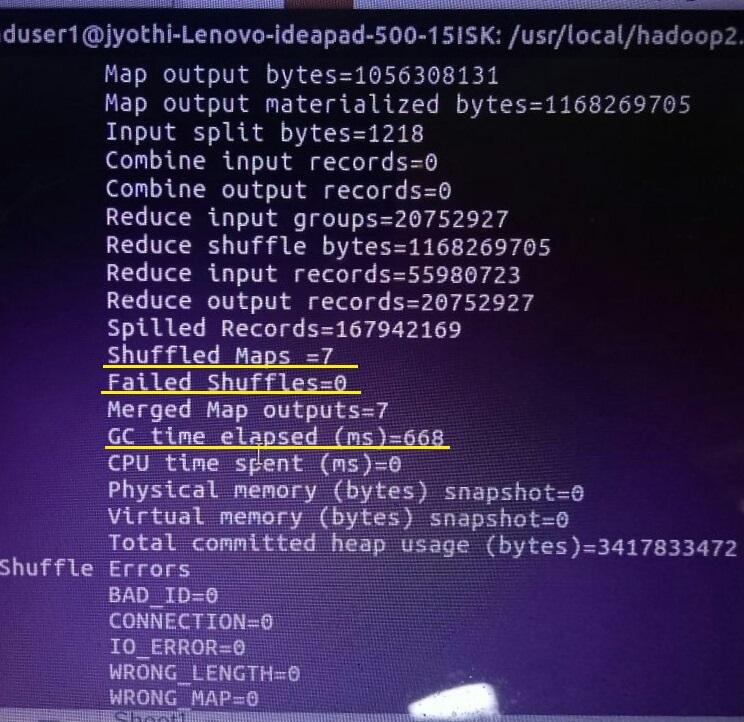 duser1@jyothi-Lenovo-ideapad-500-15ISK: /usr/local/hadoop2.
Map output bytes=1056308131
Map output materialized bytes=1168269705
Input split bytes=1218
Combine input records=0
Combine output records=0
Reduce input groups=20752927
Reduce shuffle bytes=1168269705
Reduce input records=55980723
Reduce output records=20752927
Spilled Records=167942169
Shuffled Maps =7
Failed Shuffles=0
Merged Map outputs=7
GC time elapsed (ms)=668
CPU time spent (ms)=0
Physical memory (bytes) snapshot=0
Virtual memory (bytes) snapshot=0
Total committed heap usage (bytes)=3417833472
Shuffle Errors
BAD_ID=0
CONNECTION=0
IO_ERROR=0
WRONG_LENGTH=0
WRONG_MAP=0